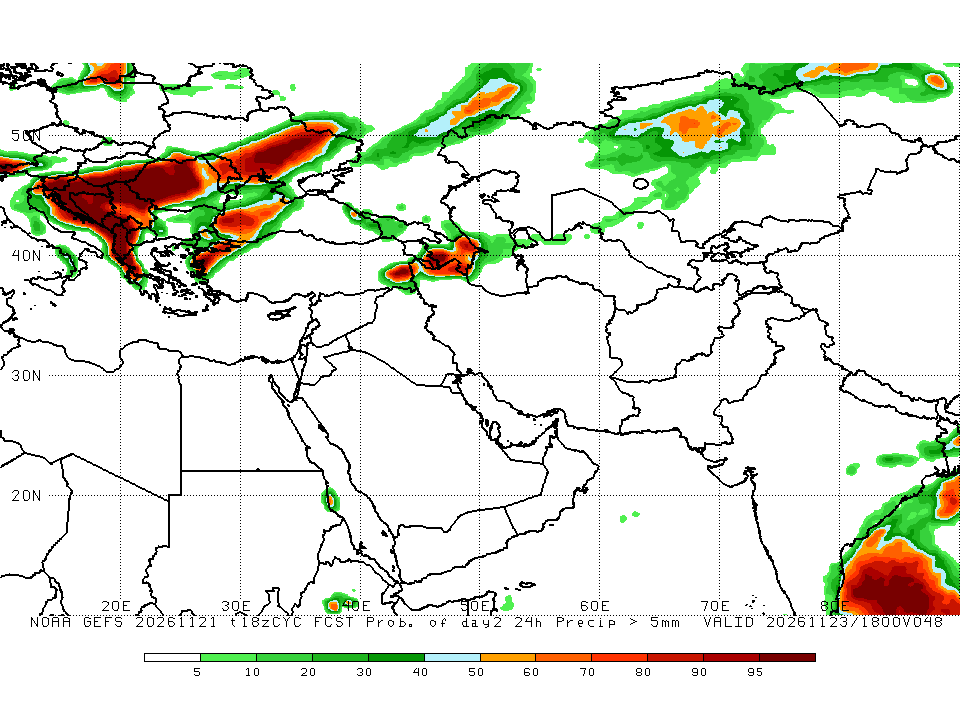 50N
40N
30N
20N
20E 30E 40E 50E 60E 70E 80E
NOAA GEFS 20261121 t18zCYC FCST Prob. of day2 24h Precip > 5mm VALID 20261123/1800V048
5 10 20 30 40 50 60 70 80 90 95